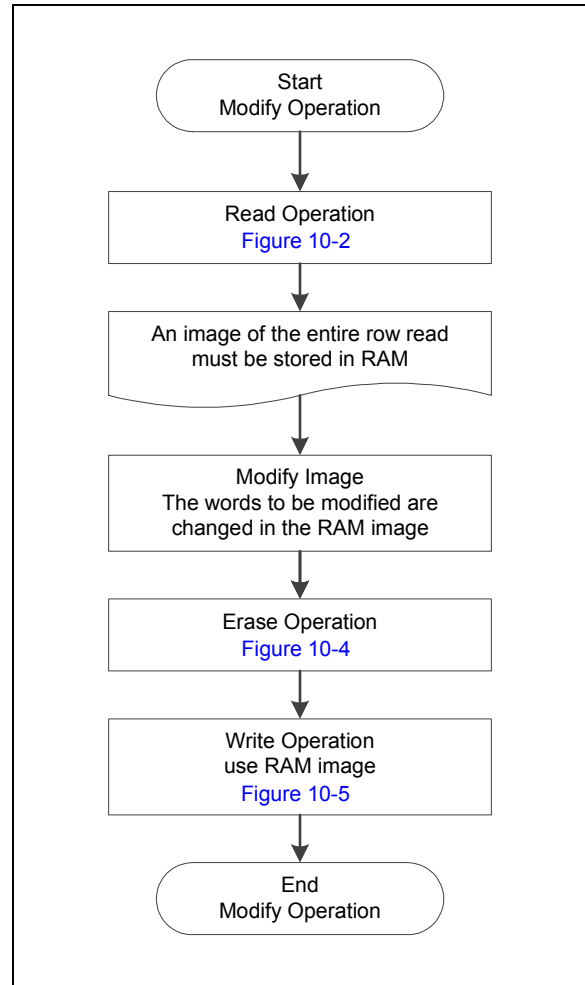 Start
Modify Operation
Read Operation
Figure 10-2
An image of the entire row read
must be stored in RAM
Modify Image
The words to be modified are
changed in the RAM image
Erase Operation
Figure 10-4
Write Operation
use RAM image
Figure 10-5
End
Modify Operation